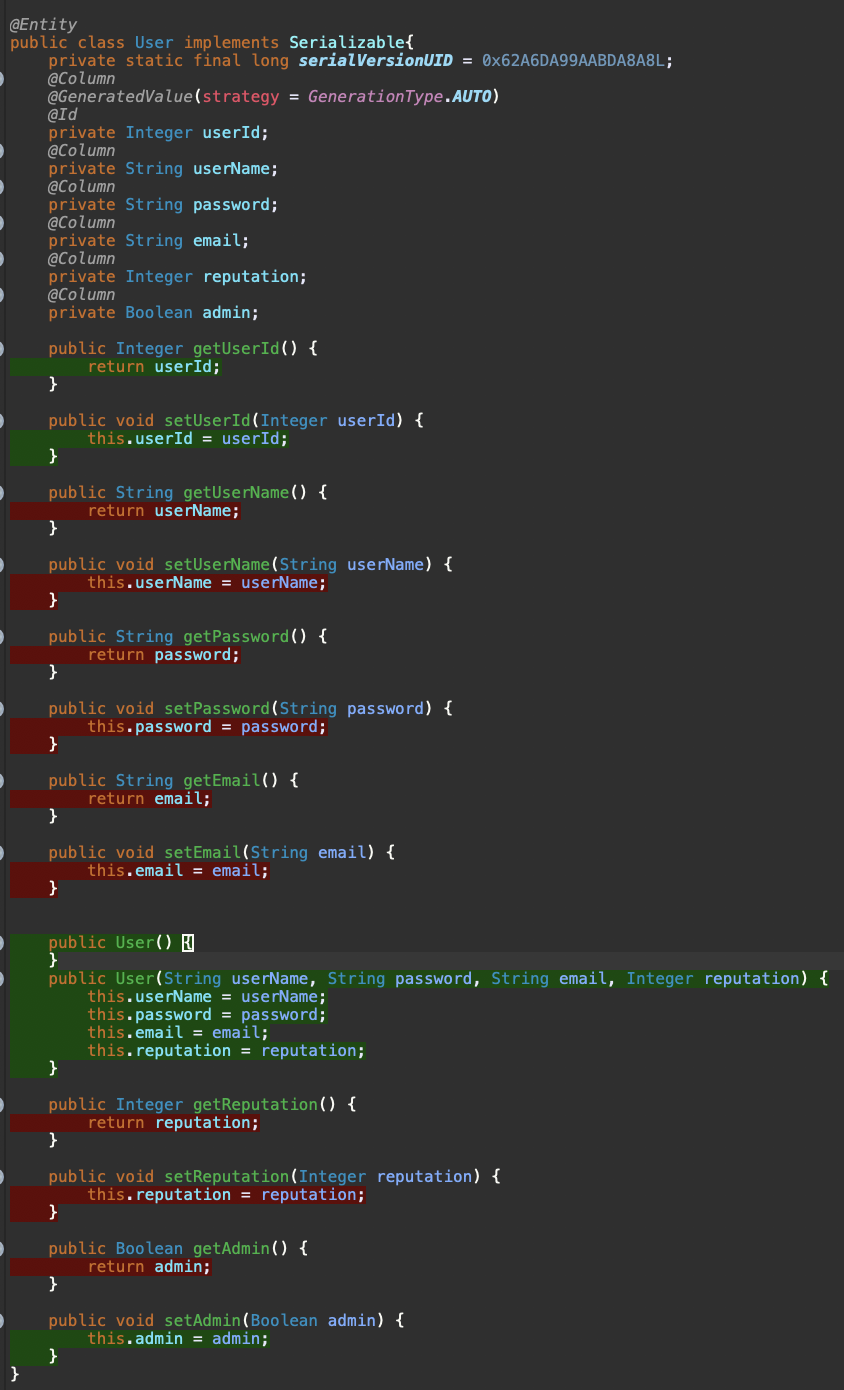 @Entity
public class User implements Serializable{
    private static final long serialVersionUID = 0x62A6DA99AABDA8A8L;
    @Column
    @GeneratedValue(strategy = GenerationType.AUTO)
    @Id
    private Integer userId;
    @Column
    private String userName;
    @Column
    private String password;
    @Column
    private String email;
    @Column
    private Integer reputation;
    @Column
    private Boolean admin;

    public Integer getUserId() {
        return userId;
    }

    public void setUserId(Integer userId) {
        this.userId = userId;
    }

    public String getUserName() {
        return userName;
    }

    public void setUserName(String userName) {
        this.userName = userName;
    }

    public String getPassword() {
        return password;
    }

    public void setPassword(String password) {
        this.password = password;
    }

    public String getEmail() {
        return email;
    }

    public void setEmail(String email) {
        this.email = email;
    }


    public User() {
    }
    public User(String userName, String password, String email, Integer reputation) {
        this.userName = userName;
        this.password = password;
        this.email = email;
        this.reputation = reputation;
    }

    public Integer getReputation() {
        return reputation;
    }

    public void setReputation(Integer reputation) {
        this.reputation = reputation;
    }

    public Boolean getAdmin() {
        return admin;
    }

    public void setAdmin(Boolean admin) {
        this.admin = admin;
    }
}